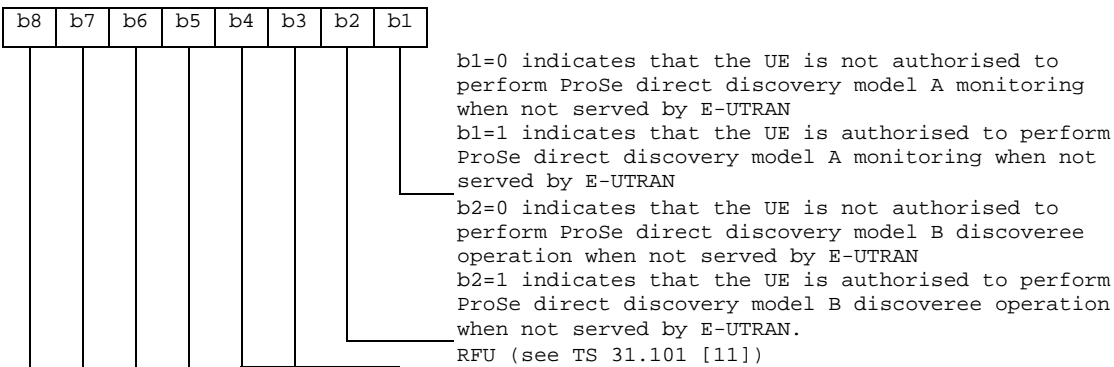 b8 b7 b6 b5 b4 b3 b2 b1
b1=0 indicates that the UE is not authorised to
perform ProSe direct discovery model A monitoring
when not served by E-UTRAN
b1=1 indicates that the UE is authorised to perform
ProSe direct discovery model A monitoring when not
served by E-UTRAN
b2=0 indicates that the UE is not authorised to
perform ProSe direct discovery model B discoveree
operation when not served by E-UTRAN
b2=1 indicates that the UE is authorised to perform
ProSe direct discovery model B discoveree operation
when not served by E-UTRAN.
RFU (see TS 31.101 [11])